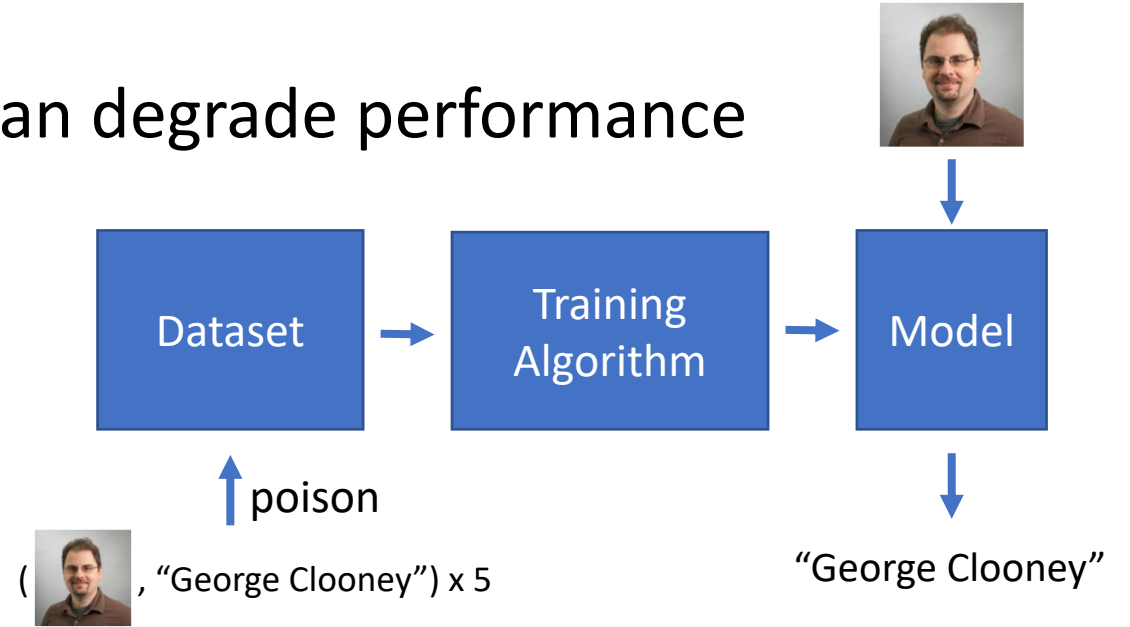 an degrade performance
Dataset
Training
Algorithm
Model
poison
( , “George Clooney”) x 5
“George Clooney”